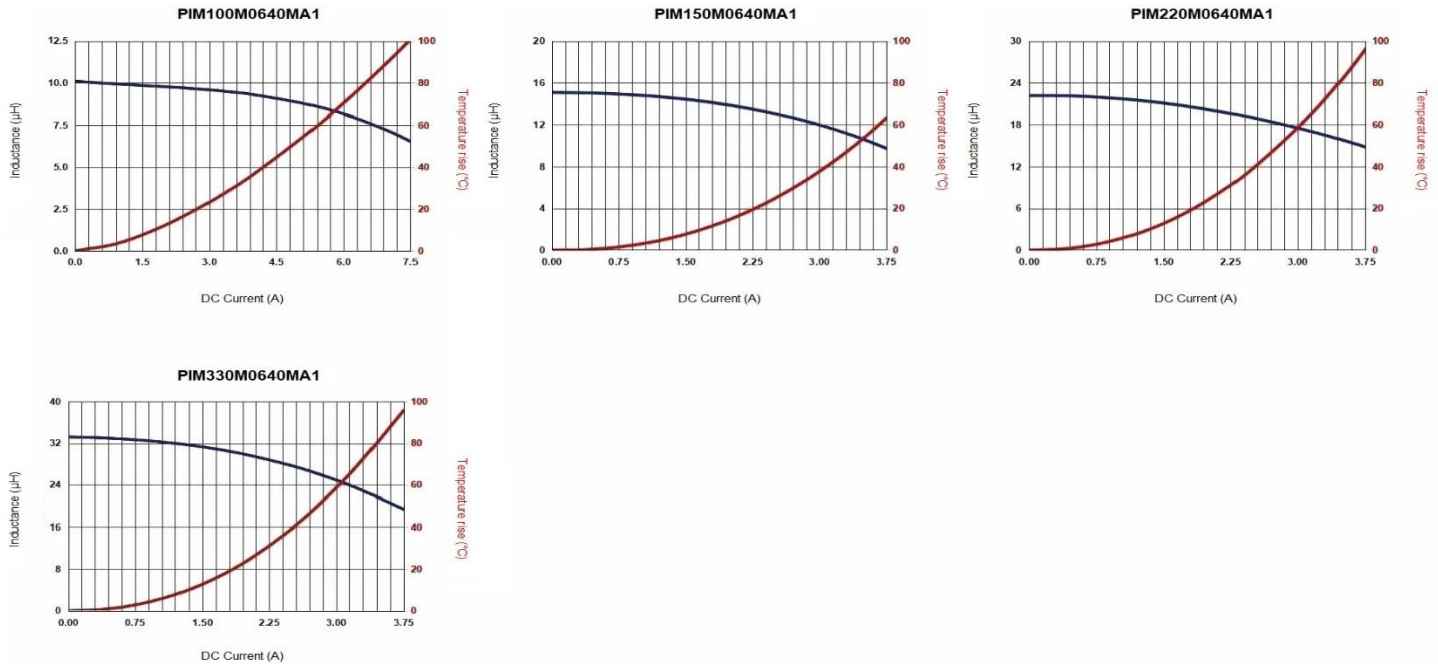 PIM100M0640MA1
12.5
10.0
7.5
5.0
2.5
0.0
Inductance (µH)
100
80
60
40
20
0
Temperature rise (℃)
0.0 1.5 3.0 4.5 6.0 7.5
DC Current (A)
PIM150M0640MA1
20
16
12
8
4
0
Inductance (µH)
100
80
60
40
20
0
Temperature rise (℃)
0.00 0.75 1.50 2.25 3.00 3.75
DC Current (A)
PIM220M0640MA1
30
24
18
12
6
0
Inductance (µH)
100
80
60
40
20
0
Temperature rise (℃)
0.00 0.75 1.50 2.25 3.00 3.75
DC Current (A)
PIM330M0640MA1
40
32
24
16
8
0
Inductance (µH)
100
80
60
40
20
0
Temperature rise (℃)
0.00 0.75 1.50 2.25 3.00 3.75
DC Current (A)